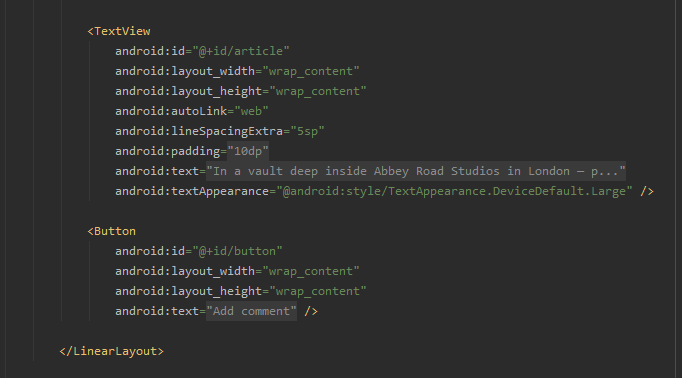 <TextView
android:id="@+id/article"
android:layout_width="wrap_content"
android:layout_height="wrap_content"
android:autoLink="web"
android:lineSpacingExtra="5sp"
android:padding="10dp"
android:text="In a vault deep inside Abbey Road Studios in London — p..."
android:textAppearance="@android:style/TextAppearance.DeviceDefault.Large" />
<Button
android:id="@+id/button"
android:layout_width="wrap_content"
android:layout_height="wrap_content"
android:text="Add comment" />
</LinearLayout>